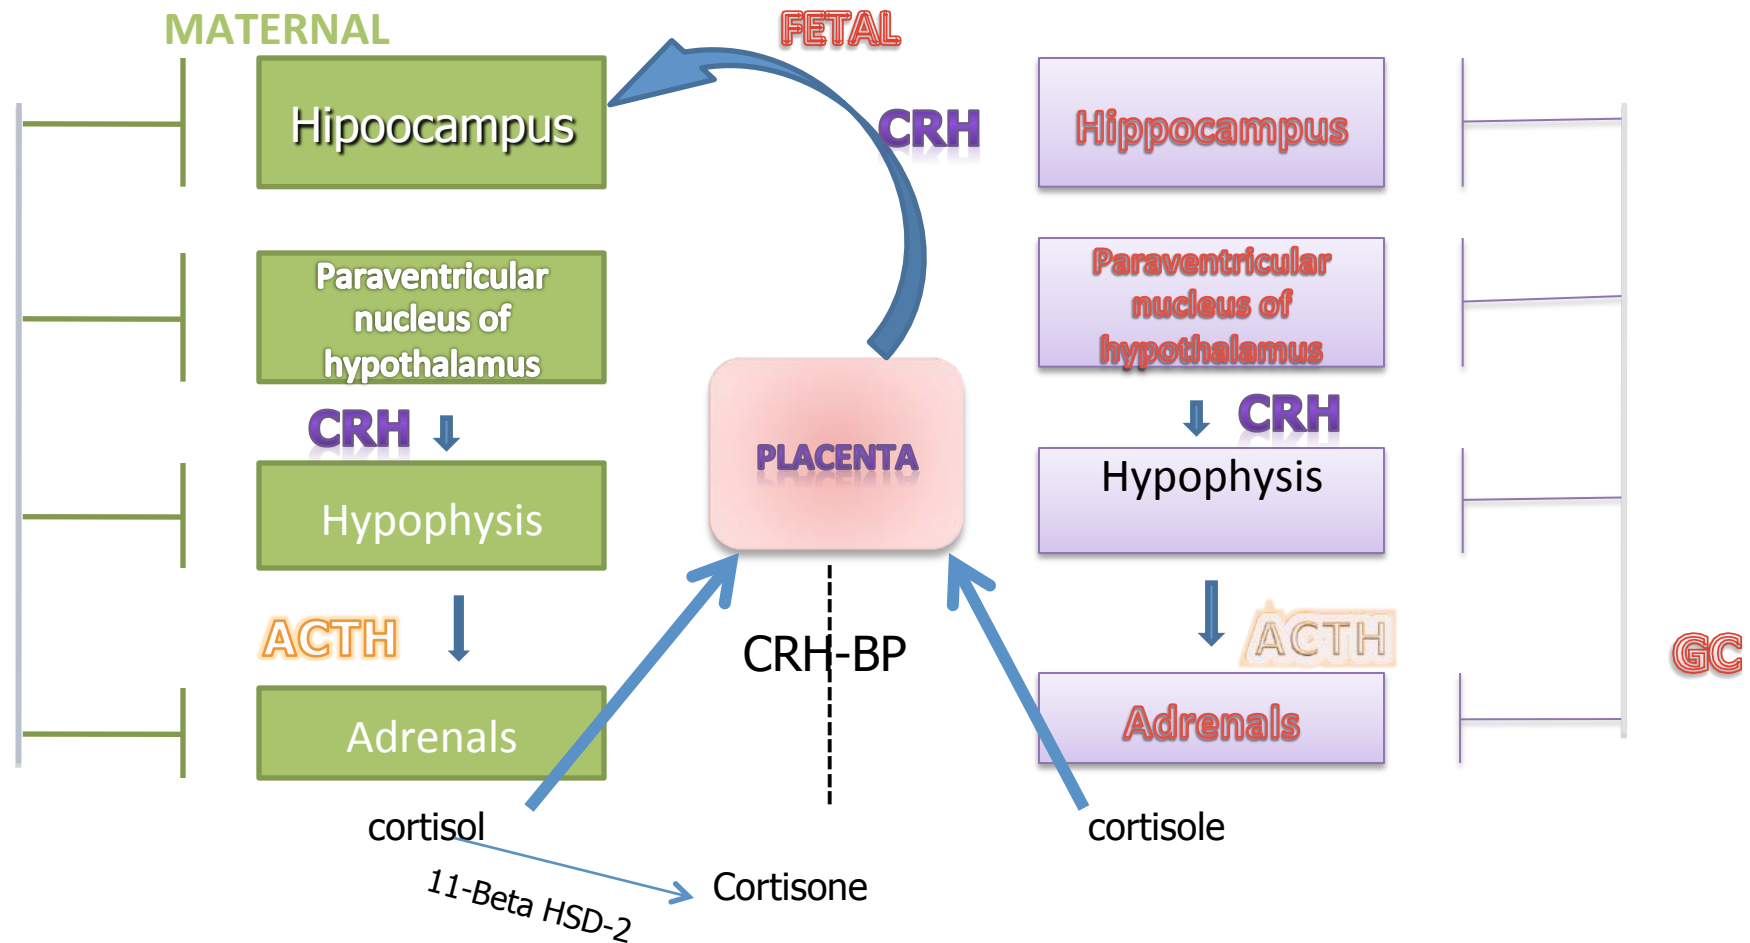 MATERNAL
FETAL
Hipoocampus
CRH
Hippocampus
Paraventricular
nucleus of
hypothalamus
Paraventricular
nucleus of
hypothalamus
CRH
CRH
PLACENTA
Hypophysis
Hypophysis
ACTH
CRH-BP
ACTH
GC
Adrenals
Adrenals
cortisol
cortisole
11-Beta HSD-2
Cortisone